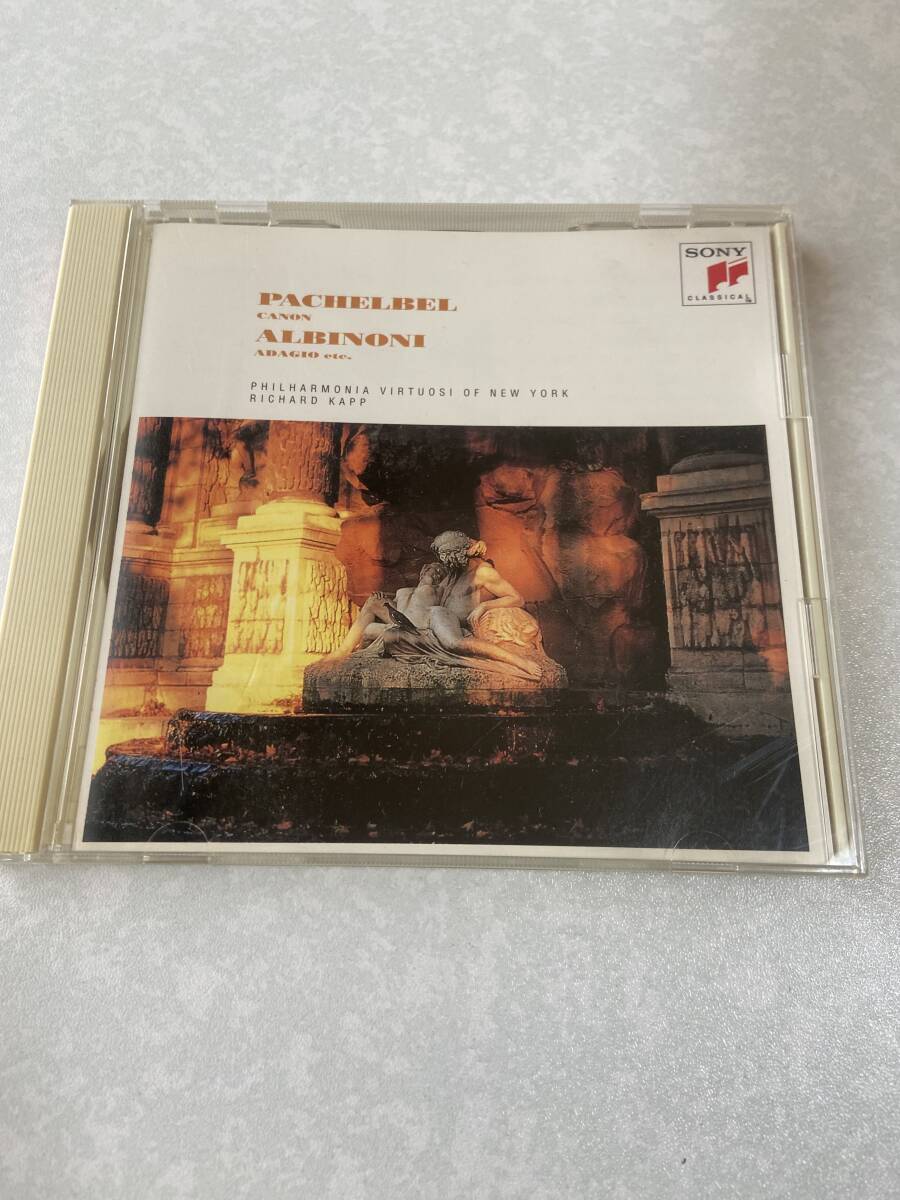 PACHELBEL
CANON
ALBINONI
ADAGIO etc.
PHILHARMONIA VIRTUOSI OF NEW YORK
RICHARD KAPP
SONY
CLASSICAL